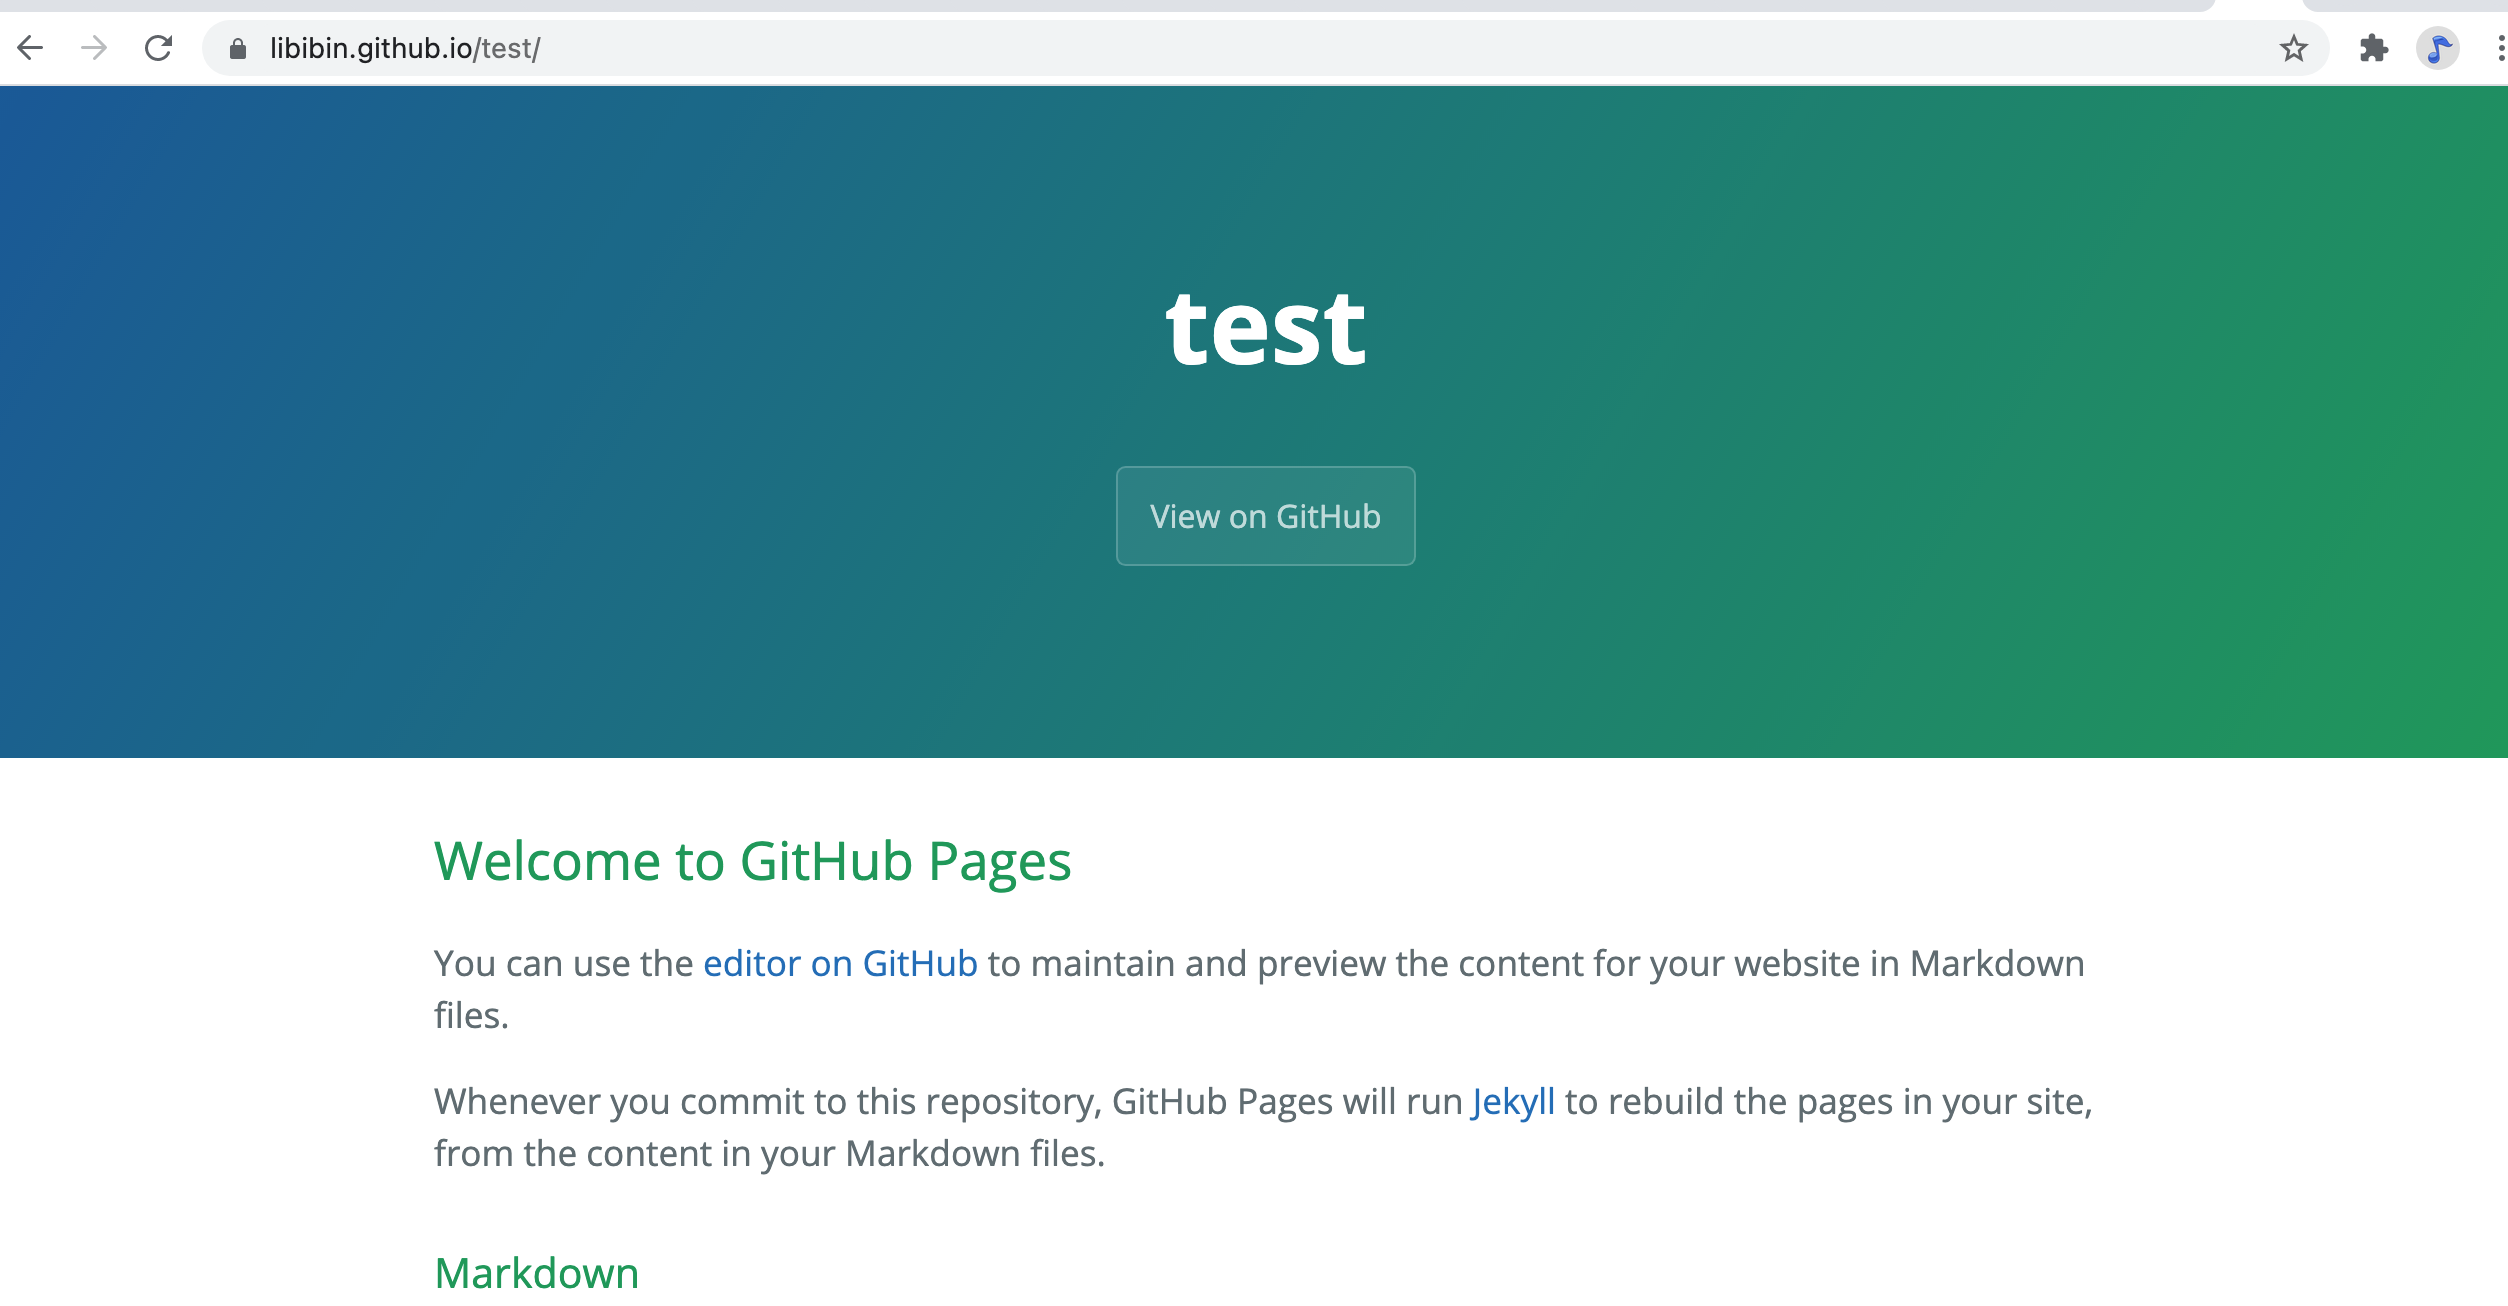 libibin.github.io/test/
test
View on GitHub
Welcome to GitHub Pages
You can use the editor on GitHub to maintain and preview the content for your website in Markdown
files.
Whenever you commit to this repository, GitHub Pages will run Jekyll to rebuild the pages in your site,
from the content in your Markdown files.
Markdown